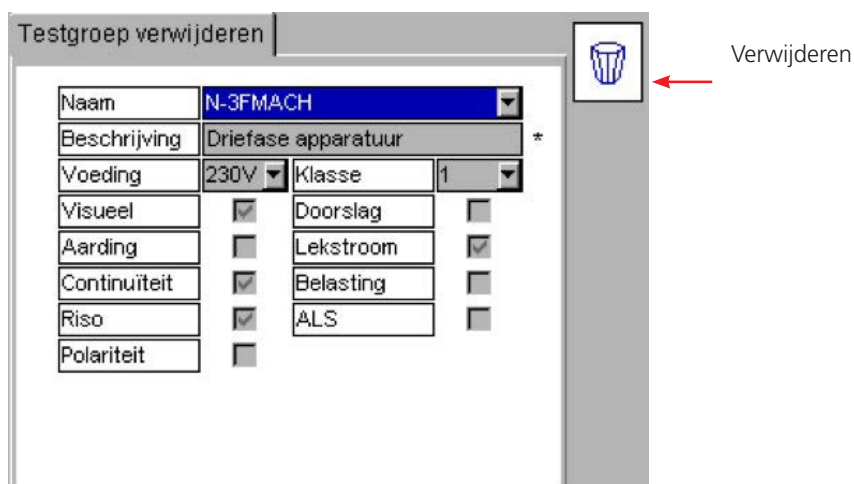 Testgroep verwijderen
Verwijderen
Naam N-3FMACH
Beschrijving Driefase apparatuur *
Voeding 230V Klasse 1
Visueel Doorslag
Aarding Lekstroom
Continuïteit Belasting
Riso ALS
Polariteit